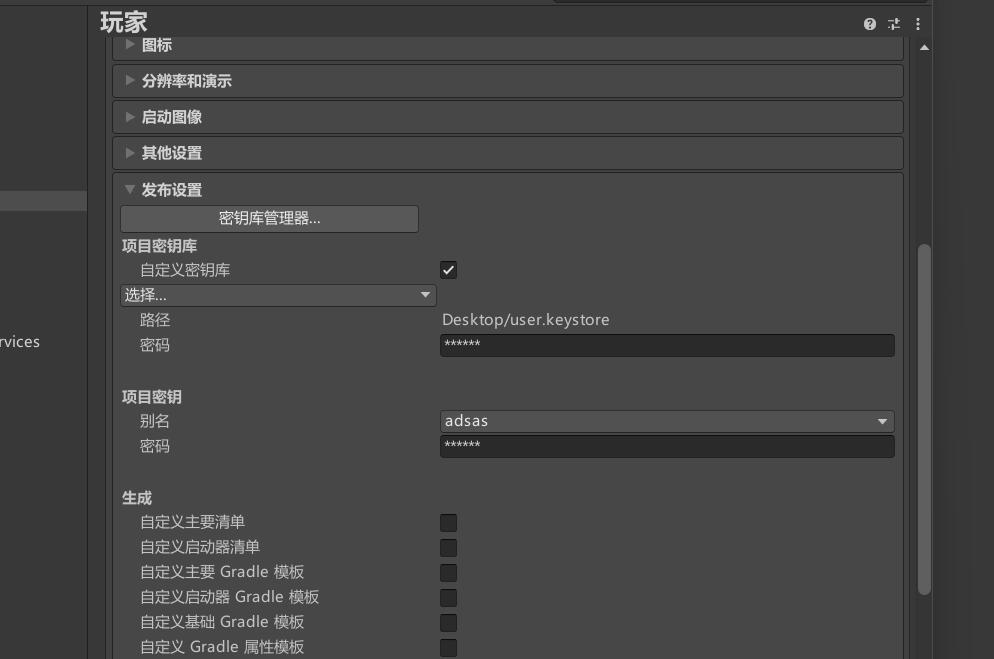 玩家
图标
分辨率和演示
启动图像
其他设置
发布设置
密钥库管理器...
项目密钥库
自定义密钥库
选择...
路径 Desktop/user.keystore
rvices
密码 ******
项目密钥
别名 adsas
密码 ******
生成
自定义主要清单
自定义启动器清单
自定义主要 Gradle 模板
自定义启动器 Gradle 模板
自定义基础 Gradle 模板
自定义 Gradle 属性模板